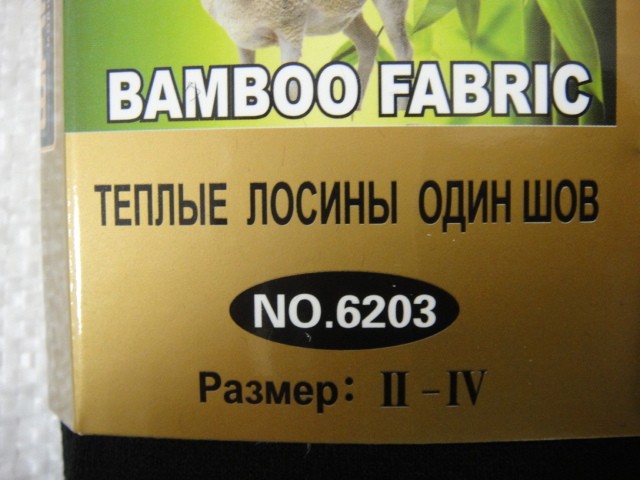 BAMBOO FABRIC
ТЕПЛЫЕ ЛОСИНЫ ОДИН ШОВ
NO.6203
Размер: II - IV